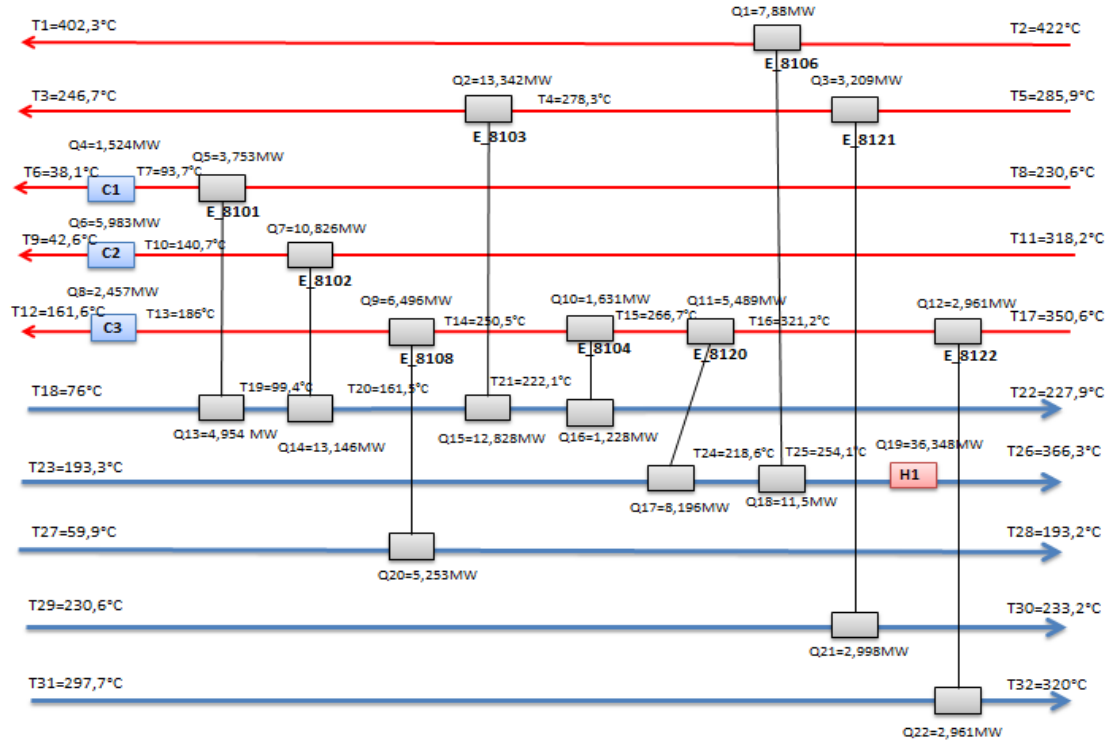 Q1=7,88MW
T1=402,3°C
T2=422°C
E_8106
Q2=13,342MW
Q3=3,209MW
T3=246,7°C
T4=278,3°C
T5=285,9°C
E_8103
E_8121
Q4=1,524MW
Q5=3,753MW
T6=38,1°C
T7=93,7°C
T8=230,6°C
C1
E_8101
Q6=5,983MW
Q7=10,826MW
T9=42,6°C
T10=140,7°C
T11=318,2°C
C2
E_8102
Q8=2,457MW
Q9=6,496MW
Q10=1,631MW
Q11=5,489MW
Q12=2,961MW
T12=161,6°C
T13=186°C
T14=250,5°C
T15=266,7°C
T16=321,2°C
T17=350,6°C
C3
E_8108
E_8104
E_8120
E_8122
T18=76°C
T19=99,4°C
T20=161,5°C
T21=222,1°C
T22=227,9°C
Q13=4,954 MW
Q14=13,146MW
Q15=12,828MW
Q16=1,228MW
Q19=36,348MW
T23=193,3°C
T24=218,6°C
T25=254,1°C
T26=366,3°C
H1
Q17=8,196MW
Q18=11,5MW
T27=59,9°C
T28=193,2°C
Q20=5,253MW
T29=230,6°C
T30=233,2°C
Q21=2,998MW
T31=297,7°C
T32=320°C
Q22=2,961MW